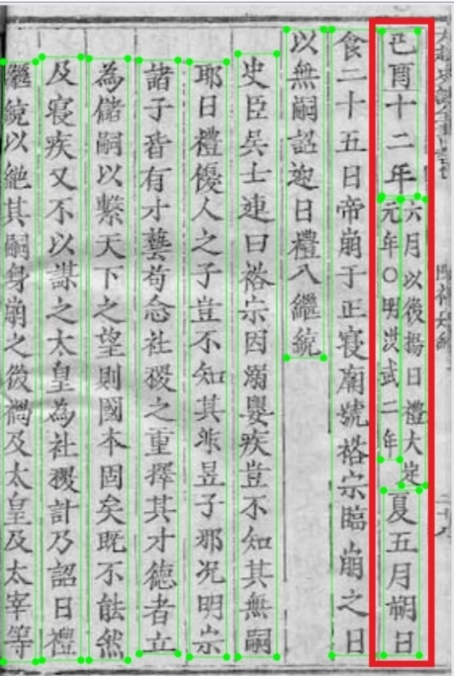 己酉十二年
六月以後楊日禮大定
元年○明洪武二年
夏五月朔日
食二十五日帝崩于正寝廟號裕宗臨崩之日
以無嗣詔迎日禮入繼統
史臣吳士連曰裕宗因溺嬰疾豈不知其無嗣
耶日禮優人之子豈不知其非昱子邪况明宗
諸子皆有才藝苟念社稷之重擇其才德者立
為儲嗣以繫天下之望則國本固矣既不能然
及寝疾又不以謀之太皇為社稷計乃詔日禮
繼統以絶其嗣身崩之後禍及太皇及太宰等